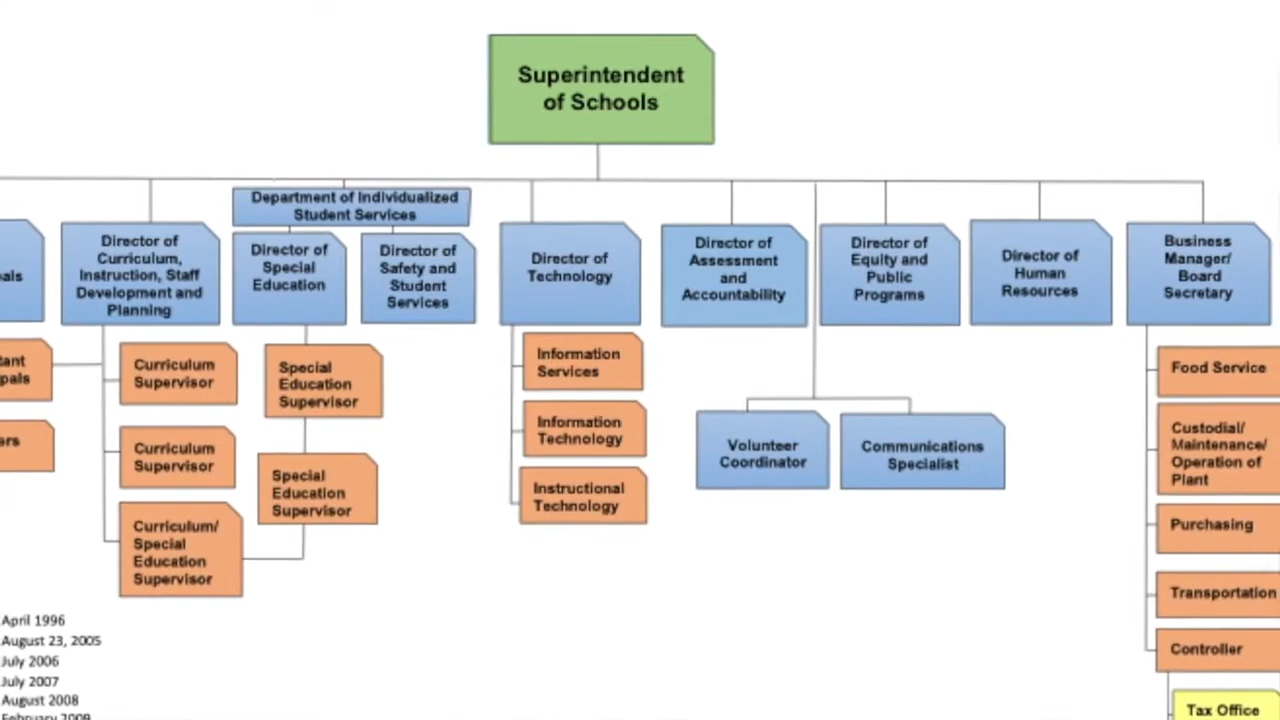 Superintendent
of Schools
Department of Individualized
Student Services
Director of
Curriculum,
Instruction, Staff
Development and
Planning
Director of
Special
Education
Director of
Safety and
Student
Services
Director of
Technology
Director of
Assessment
and
Accountability
Director of
Equity and
Public
Programs
Director of
Human
Resources
Business
Manager/
Board
Secretary
Curriculum
Supervisor
Curriculum
Supervisor
Curriculum/
Special
Education
Supervisor
Special
Education
Supervisor
Special
Education
Supervisor
Information
Services
Information
Technology
Instructional
Technology
Volunteer
Coordinator
Communications
Specialist
Food Service
Custodial/
Maintenance/
Operation of
Plant
Purchasing
Transportation
Controller
Tax Office
April 1996
August 23, 2005
July 2006
July 2007
August 2008
February 2009